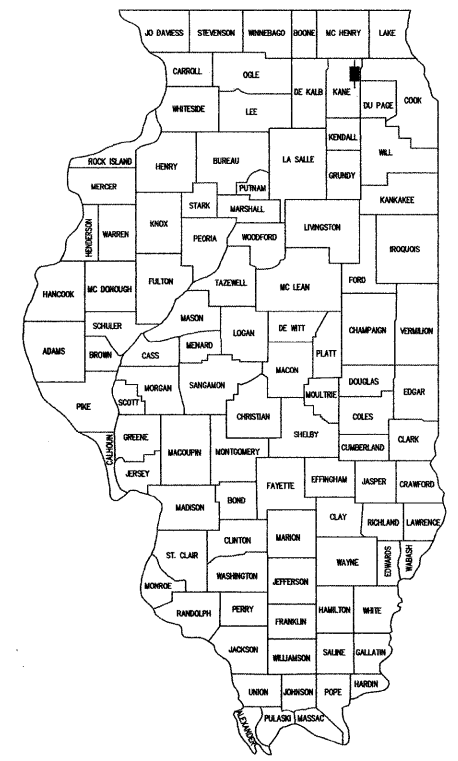 JO DAVIESS STEVENSON WINNEBAGO BOONE MC HENRY LAKE
CARROLL OGLE DE KALB KANE COOK
WHITESIDE LEE DU PAGE
KENDALL WILL
ROCK ISLAND HENRY BUREAU LA SALLE GRUNDY
MERCER PUTNAM KANKAKEE
STARK MARSHALL
HENDERSON WARREN KNOX PEORIA WOODFORD LIVINGSTON IROQUOIS
HANCOOK MC DONOUGH FULTON TAZEWELL MC LEAN FORD
MASON
SCHULER LOGAN DE WITT CHAMPAIGN VERMILION
ADAMS BROWN CASS MENARD PLATT
MACON
MORGAN SANGAMON DOUGLAS EDGAR
PIKE SCOTT MOULTRIE
CHRISTIAN COLES
CALHOUN GREENE MACOUPIN MONTGOMERY SHELBY CUMBERLAND CLARK
JERSEY
FAYETTE EFFINGHAM JASPER CRAWFORD
MADISON BOND
CLAY RICHLAND LAWRENCE
CLINTON MARION
ST. CLAIR WAYNE EDWARDS WABASH
WASHINGTON JEFFERSON
MONROE
RANDOLPH PERRY HAMILTON WHITE
FRANKLIN
JACKSON WILLIAMSON SALINE GALLATIN
HARDIN
UNION JOHNSON POPE
ALEXANDER PULASKI MASSAC